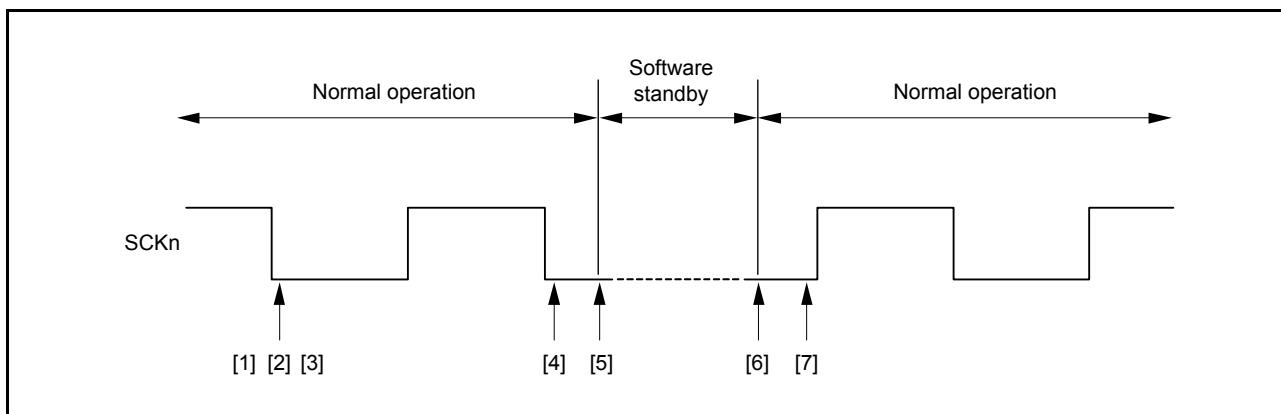 Normal operation
Software
standby
Normal operation
SCKn
[1] [2] [3]
[4]
[5]
[6]
[7]